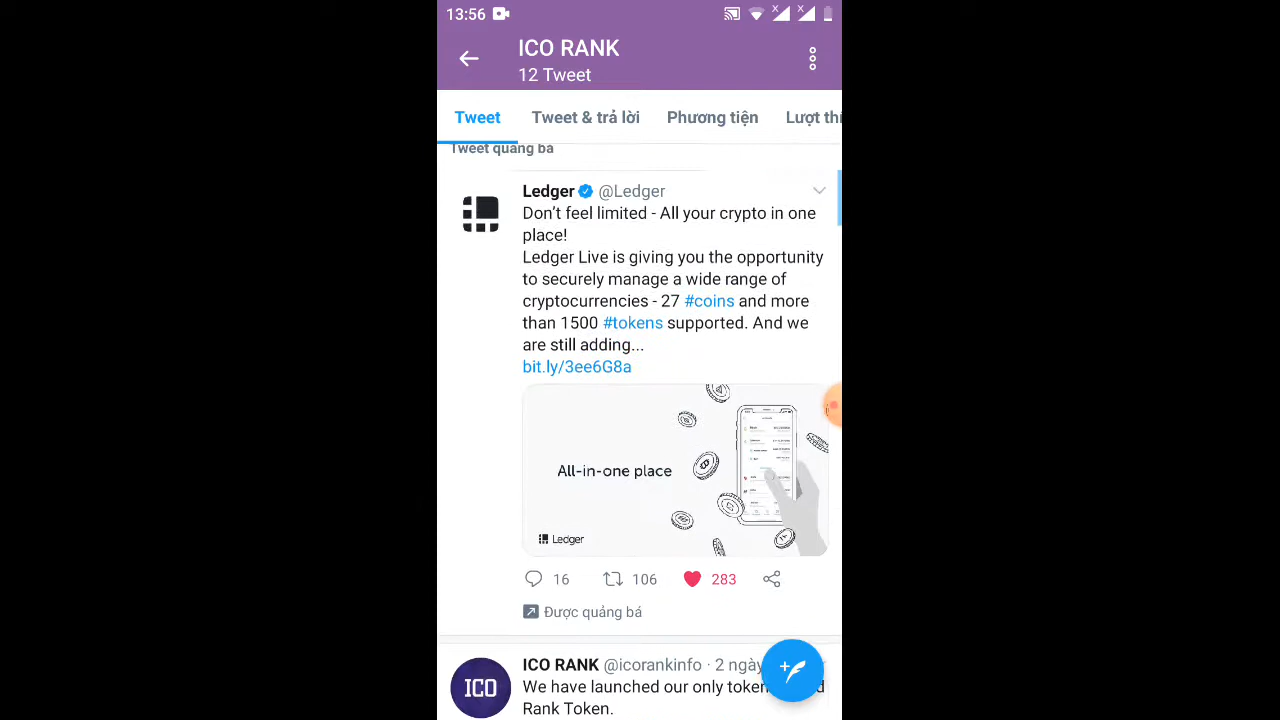 13:56
ICO RANK
12 Tweet
Tweet
Tweet & trả lời
Phương tiện
Lượt thí
Tweet quảng bá
Ledger @Ledger
Don't feel limited - All your crypto in one
place!
Ledger Live is giving you the opportunity
to securely manage a wide range of
cryptocurrencies - 27 #coins and more
than 1500 #tokens supported. And we
are still adding...
bit.ly/3ee6G8a
All-in-one place
Ledger
16
106
283
Được quảng bá
ICO RANK @icorankinfo · 2 ngày
ICO
We have launched our only token
Rank Token.